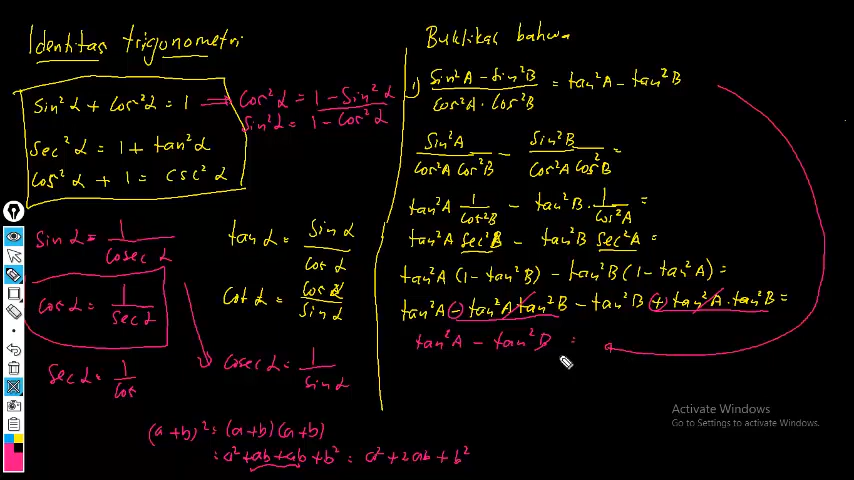 Identitas trigonometri
Sin²α + Cos²α = 1 ⇒ Cos²α = 1 - Sin²α
Sin²α = 1 - Cos²α
Sec²α = 1 + tan²α
Cos²α + 1 = csc²α
Sin α = 1/Cosec α
Cos α = 1/Sec α
Sec α = 1/Cos
tan α = Sin α/Cos α
Cot α = Cos α/Sin α
Cosec α = 1/Sin α
(a+b)² = (a+b)(a+b)
= a² + ab + ab + b² = a² + 2ab + b²
Buktikas bahwa
1) Sin²A - Sin²B/Cos²A . Cos²B = tan²A - tan²B
Sin²A/Cos²A Cos²B - Sin²B/Cos²A Cos²B =
tan²A 1/Cos²B - tan²B . 1/Cos²A =
tan²A Sec²B - tan²B Sec²A =
tan²A (1 - tan²B) - tan²B (1 - tan²A) =
tan²A - tan²A tan²B - tan²B + tan²A . tan²B =
tan²A - tan²B =
Activate Windows
Go to Settings to activate Windows.